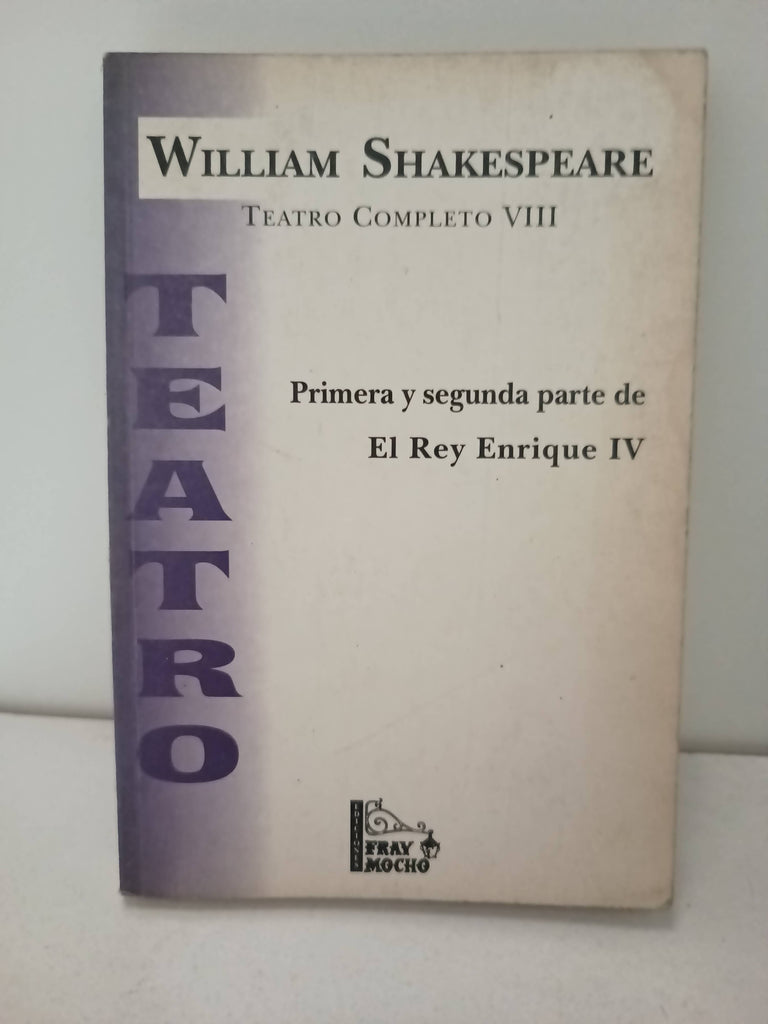 WILLIAM SHAKESPEARE
TEATRO COMPLETO VIII
TEATRO
Primera y segunda parte de
El Rey Enrique IV
EDICIONES
FRAY
MOCHO